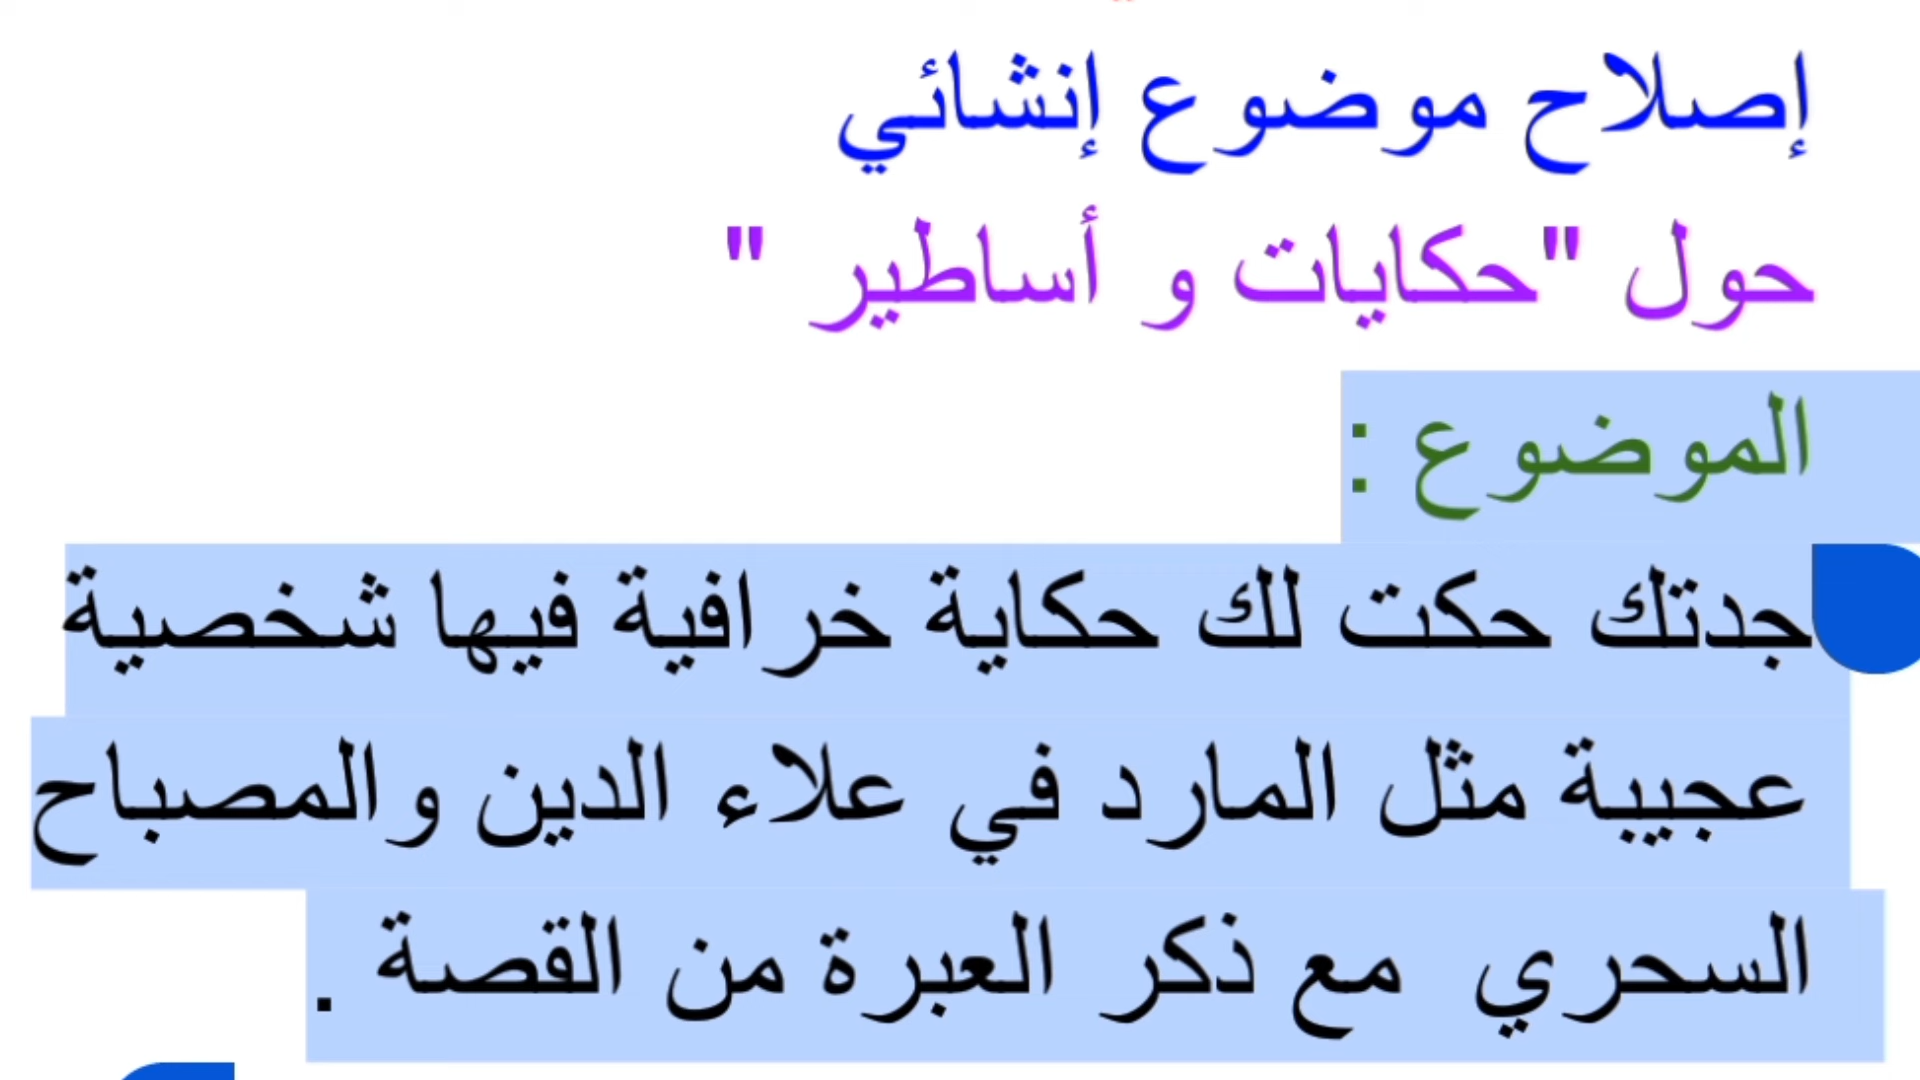 إصلاح موضوع إنشائي
حول "حكايات و أساطير "
الموضوع :
جدتك حكت لك حكاية خرافية فيها شخصية
عجيبة مثل المارد في علاء الدين والمصباح
السحري  مع ذكر العبرة من القصة .